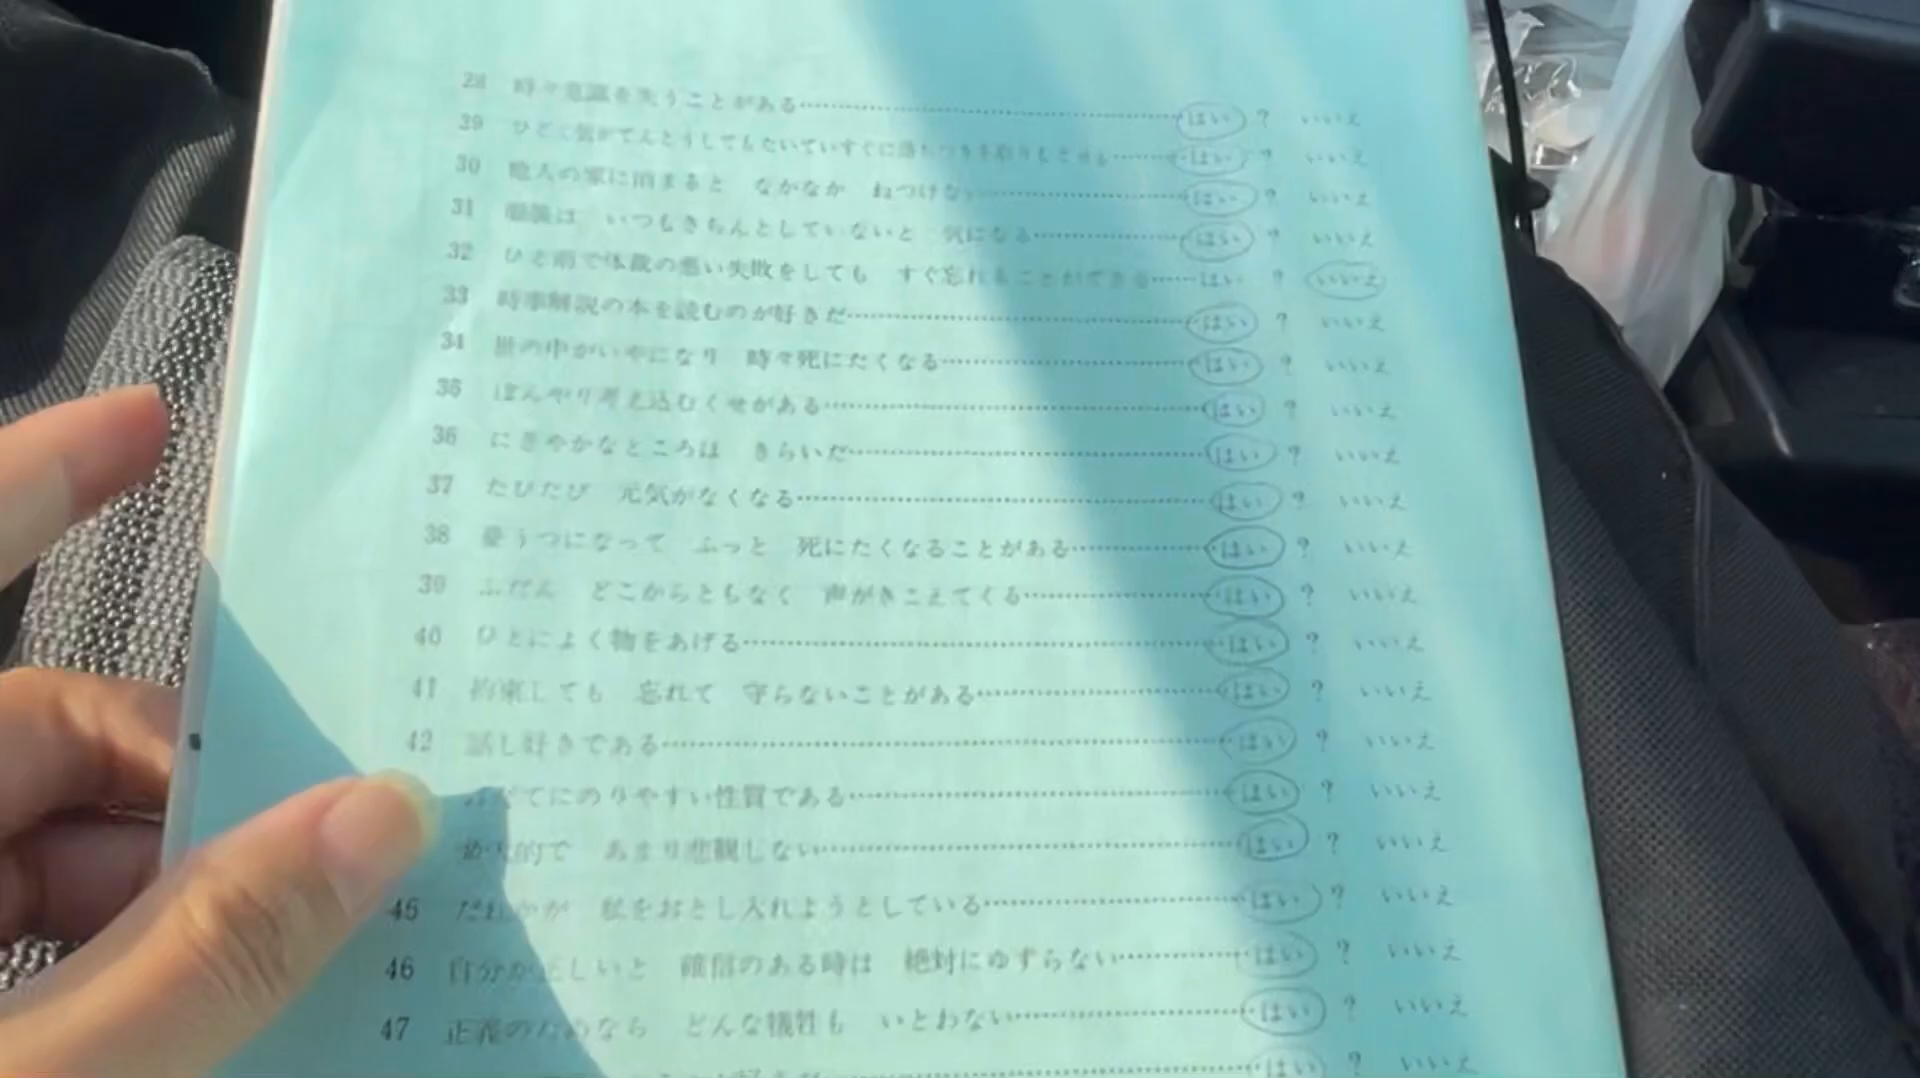 28 時々意識を失うことがある はい ? いいえ
39 ひどく気がてんとうしてもたいていすぐに落ちつきを取りもどせる はい ? いいえ
30 他人の家に泊まると なかなか ねつけない はい ? いいえ
31 服装は いつもきちんとしていないと 気になる はい ? いいえ
32 ひと前で体裁の悪い失敗をしても すぐ忘れることができる はい ? いいえ
33 時事解説の本を読むのが好きだ はい ? いいえ
34 世の中がいやになり 時々死にたくなる はい ? いいえ
35 ぼんやり考え込むくせがある はい ? いいえ
36 にぎやかなところは きらいだ はい ? いいえ
37 たびたび 元気がなくなる はい ? いいえ
38 憂うつになって ふっと 死にたくなることがある はい ? いいえ
39 ふだん どこからともなく 声がきこえてくる はい ? いいえ
40 ひとによく物をあげる はい ? いいえ
41 約束しても 忘れて 守らないことがある はい ? いいえ
42 話し好きである はい ? いいえ
おだてにのりやすい性質である はい ? いいえ
的で あまり悲観しない はい ? いいえ
45 だれかが 私をおとし入れようとしている はい ? いいえ
46 自分が正しいと 確信のある時は 絶対にゆずらない はい ? いいえ
47 正義のためなら どんな犠牲も いとわない はい ? いいえ
はい ? いいえ